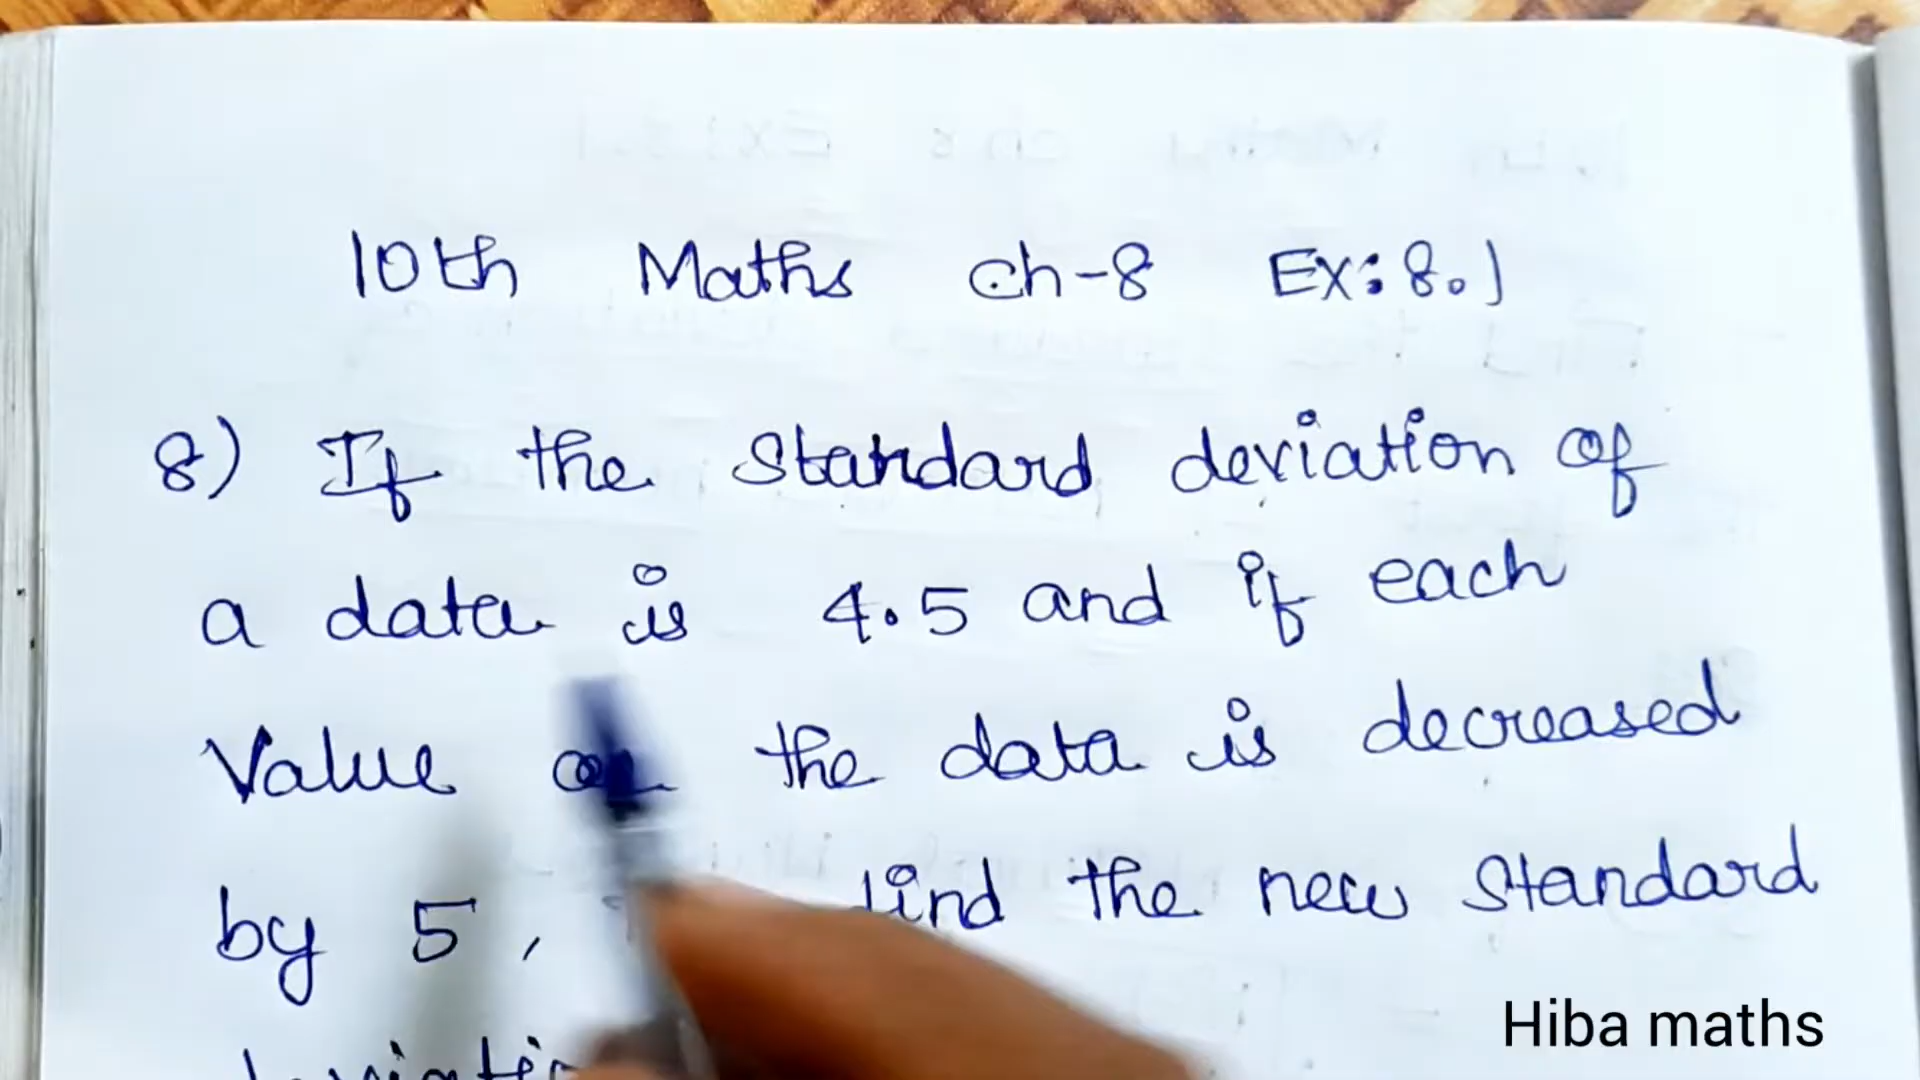 10th Maths ch-8 Ex: 8.1
8) If the Standard deviation of
a data is 4.5 and if each
Value the data is decreased
by 5, find the new Standard
Hiba maths